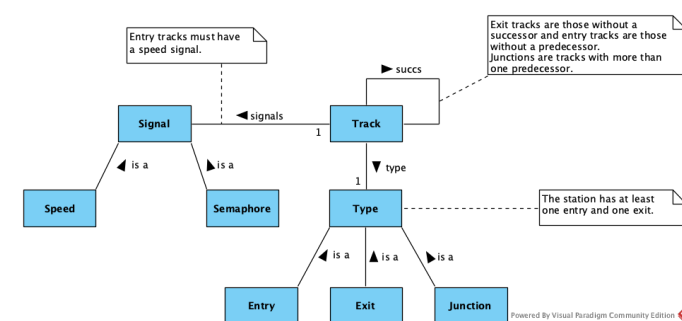 Entry tracks must have
a speed signal.
Exit tracks are those without a
successor and entry tracks are those
without a predecessor.
Junctions are tracks with more than
one predecessor.
succs
signals
Signal
Track
1
is a
is a
type
1
Speed
Semaphore
Type
The station has at least
one entry and one exit.
is a
is a
is a
Entry
Exit
Junction
Powered By Visual Paradigm Community Edition